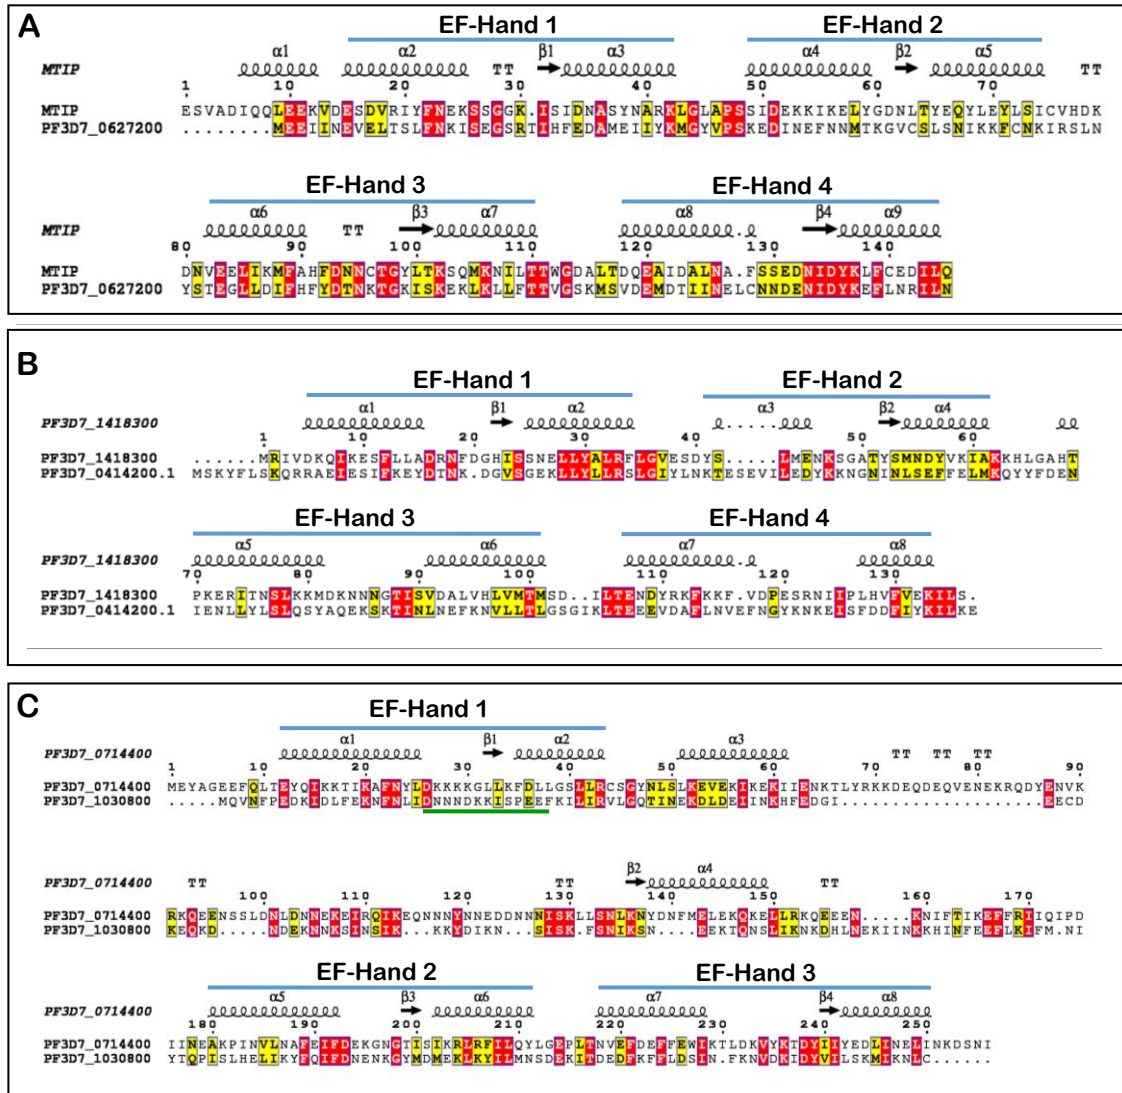 A
EF-Hand 1 EF-Hand 2
α1 α2 β1 α3 α4 β2 α5
MTIP TT TT
1 10 20 30 40 50 60 70
MTIP ESVADIQQLEEKVDESDVRIYFNEKSSGGK.ISIDNASYNARKLGLAPSSIDEKKIKELYGDNLTYEQYLEYLSICVHDK
PF3D7_0627200 ........MEEIINEVELTSLFNKISEGSRTIHFEDAMEIIYKMGYVPSKEDINEFNNMTKGVCSLSNIKKFCNKIRSLN
EF-Hand 3 EF-Hand 4
α6 β3 α7 α8 β4 α9
MTIP TT
80 90 100 110 120 130 140
MTIP DNVEELIKMFAHFDNNCTGYLTKSQMKNILTTWGDALTDQEAIDALNA.FSSEDNIDYKLFCEDILQ
PF3D7_0627200 YSTEGLLDIFHFYDTNKTGKISKEKLKLLFTTVGSKMSVDEMDTIINELCNNDENIDYKEFLNRILN
B
EF-Hand 1 EF-Hand 2
α1 β1 α2 α3 β2 α4
PF3D7_1418300
1 10 20 30 40 50 60
PF3D7_1418300 ......MRIVDKQIKESFLLADRNFDGHISSNELLYALRFLGVESDYS.....LMENKSGATYSMNDYVKIAKKHLGAHT
PF3D7_0414200.1 MSKYFLSKQRRAEIESIFKEYDTNK.DGVSGEKLLYLLRSLGIYLNKTESEVILEDYKKNGNINLSEFFELMKQYYFDEN
EF-Hand 3 EF-Hand 4
α5 α6 α7 α8
PF3D7_1418300
70 80 90 100 110 120 130
PF3D7_1418300 PKERITNSLKKMDKNNNGTISVDALVHLVMTMSD..ILTENDYRKFKKF.VDPESRNIIPLHVFVEKILS.
PF3D7_0414200.1 IENLLYLSLQSYAQEKSKTINLNEFKNVLLTLGSGIKLTEEEVDAFLNVEFNGYKNKEISFDDFIYKILKE
C
EF-Hand 1
α1 β1 α2 α3
PF3D7_0714400 TT TT TT
1 10 20 30 40 50 60 70 80 90
PF3D7_0714400 MEYAGEEFQLTEYQIKKTIKAFNYLDKKKKGLLKFDLLGSLLRCSGYNLSLKEVEKIKEKIIENKTLYRKKDEQDEQVENEKRQDYENVK
PF3D7_1030800 .....MQVNFPEDKIDLFEKNFNLIDNNNDKKISPEEFKILIRVLGQTINEKDLDEIINKHFEDGI....................EECD
β2 α4
PF3D7_0714400 TT TT TT
100 110 120 130 140 150 160 170
PF3D7_0714400 RKQEENSSLDNLDNNEKEIRQIKEQNNNYNNEDDNNNISKLLSNLKNYDNFMELEKQKELLRKQEEEN.....KNIFTIKEFFRIIQIPD
PF3D7_1030800 KEQKD.....NDEKNNKSINSIK...KKYDIKN...SISK.FSNIKSN....EEKTQNSLIKNKDHLNEKIINKKHINFEEFLKIFM.NI
EF-Hand 2 EF-Hand 3
α5 β3 α6 α7 β4 α8
PF3D7_0714400
180 190 200 210 220 230 240 250
PF3D7_0714400 IINEAKPINVLNAFEIFDEKGNGTISIKRLRFILQYLGEPLTNVEFDEFFEWIKTLDKVYKTDYIIYEDLINELINKDSNI
PF3D7_1030800 YTQPISLHELIKYFQIFDNENKGYMDMEKLKYILMNSDEKITDEDFKFFLDSIN.FKNVDKIDYVILSKMIKNLC......